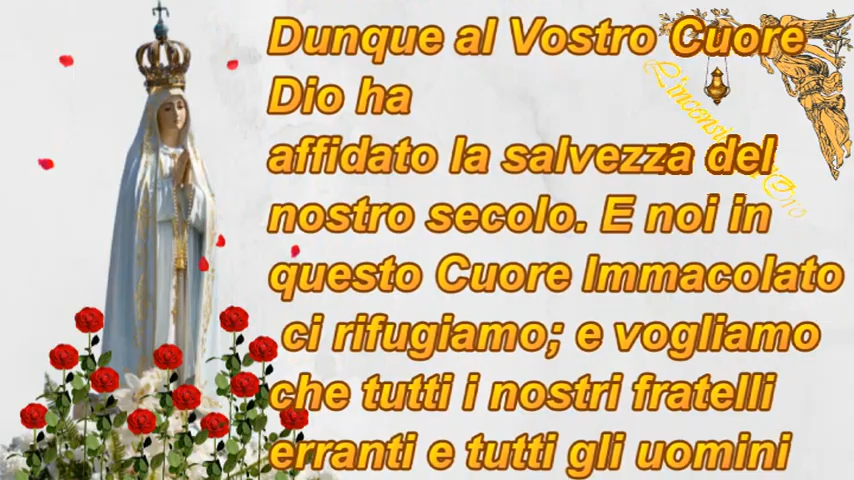 Dunque al Vostro Cuore
Dio ha
affidato la salvezza del
nostro secolo. E noi in
questo Cuore Immacolato
ci rifugiamo; e vogliamo
che tutti i nostri fratelli
erranti e tutti gli uomini